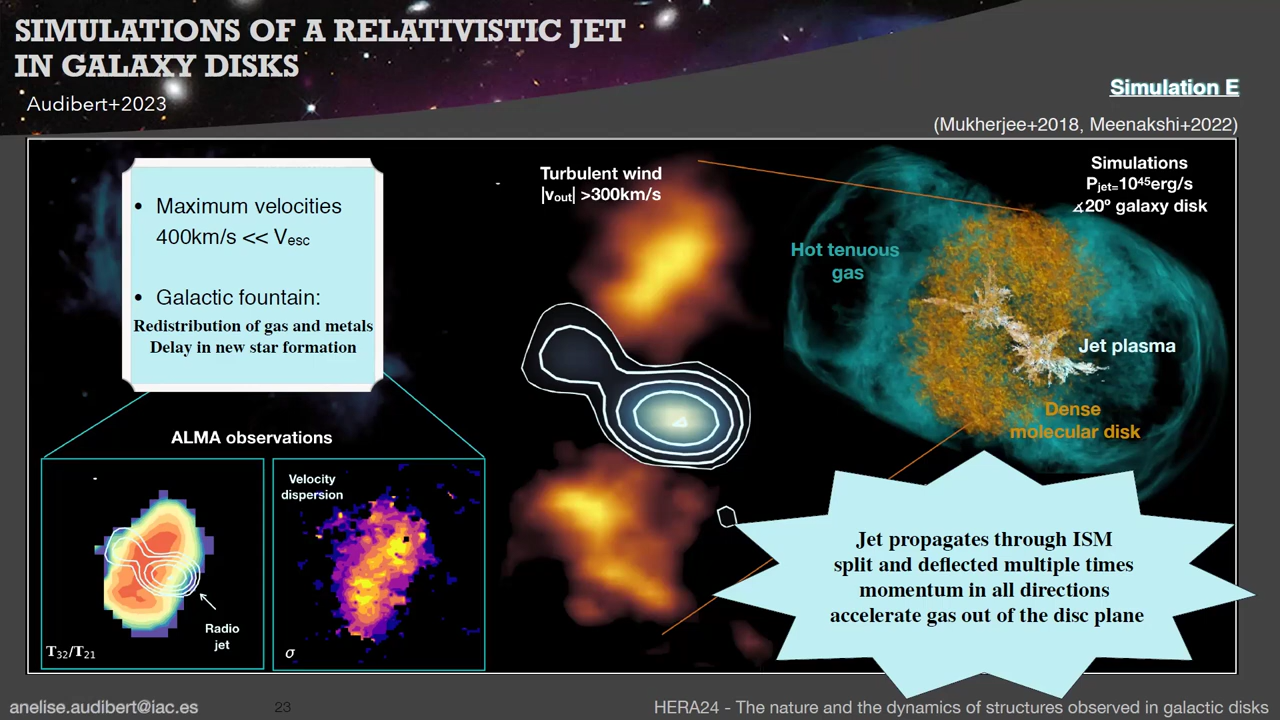 SIMULATIONS OF A RELATIVISTIC JET
IN GALAXY DISKS
Audibert+2023
Simulation E
(Mukherjee+2018, Meenakshi+2022)
• Maximum velocities
400km/s << Vesc
• Galactic fountain:
Redistribution of gas and metals
Delay in new star formation
Turbulent wind
|vout| >300km/s
Simulations
Pjet=10⁴⁵erg/s
∡20º galaxy disk
Hot tenuous
gas
Jet plasma
Dense
molecular disk
ALMA observations
Radio
jet
T32/T21
Velocity
dispersion
σ
Jet propagates through ISM
split and deflected multiple times
momentum in all directions
accelerate gas out of the disc plane
anelise.audibert@iac.es
23
HERA24 - The nature and the dynamics of structures observed in galactic disks